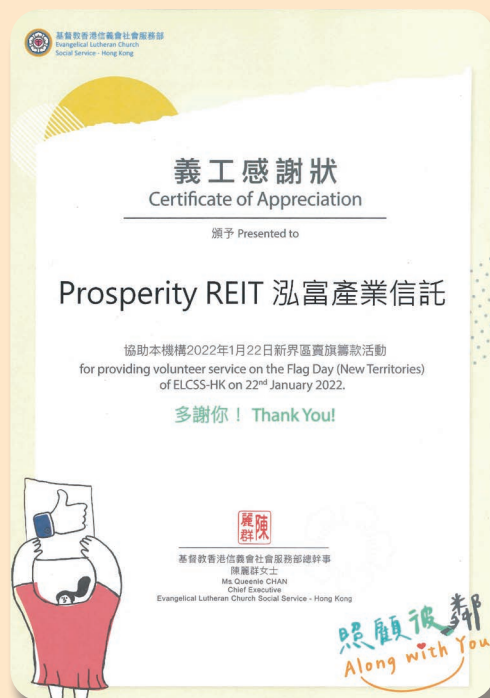 基督教香港信義會社會服務部
Evangelical Lutheran Church
Social Service - Hong Kong
義工感謝狀
Certificate of Appreciation
頒予 Presented to
Prosperity REIT 泓富產業信託
協助本機構2022年1月22日新界區賣旗籌款活動
for providing volunteer service on the Flag Day (New Territories)
of ELCSS-HK on 22nd January 2022.
多謝你! Thank You!
麗群陳
基督教香港信義會社會服務部總幹事
陳麗群女士
Ms. Queenie CHAN
Chief Executive
Evangelical Lutheran Church Social Service - Hong Kong
照顧彼鄰
Along with You